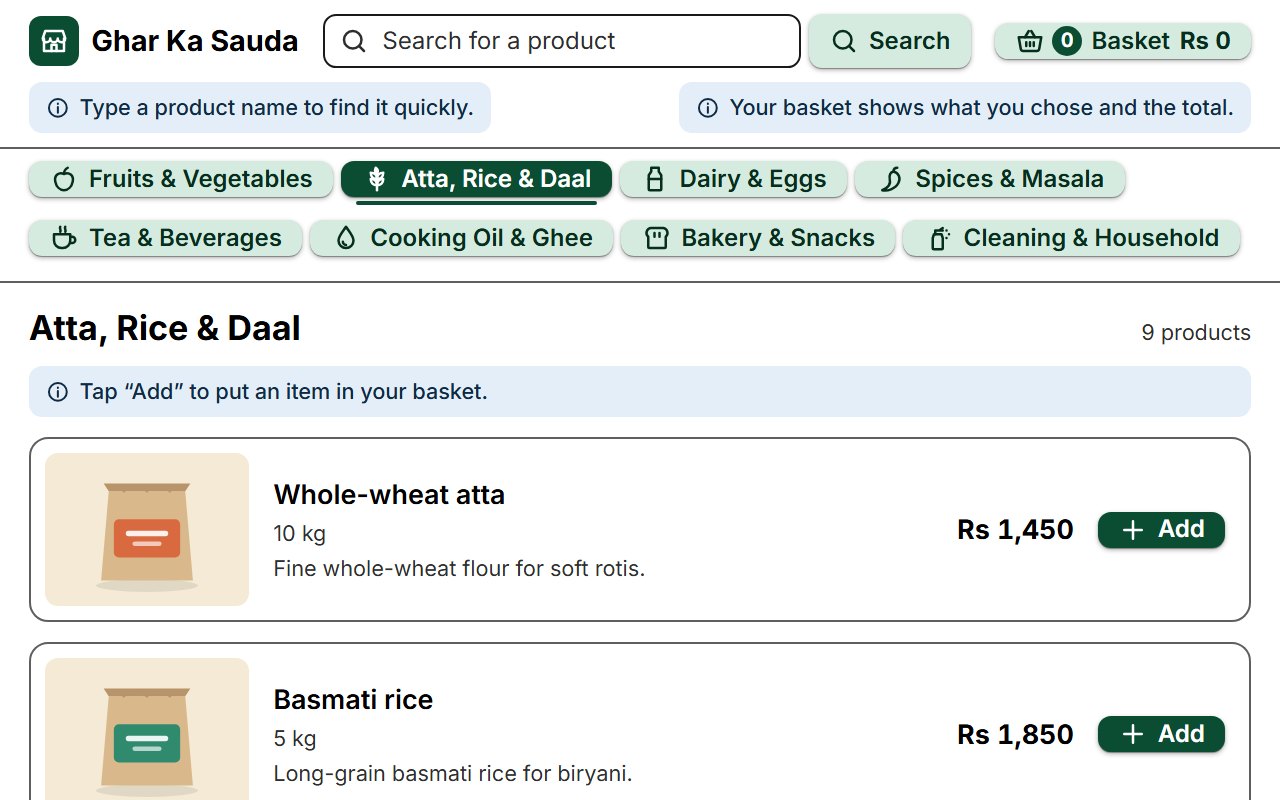 Ghar Ka Sauda
Search for a product
Search
0 Basket Rs 0
Type a product name to find it quickly.
Your basket shows what you chose and the total.
Fruits & Vegetables
Atta, Rice & Daal
Dairy & Eggs
Spices & Masala
Tea & Beverages
Cooking Oil & Ghee
Bakery & Snacks
Cleaning & Household
Atta, Rice & Daal
9 products
Tap “Add” to put an item in your basket.
Whole-wheat atta
10 kg
Fine whole-wheat flour for soft rotis.
Rs 1,450
Add
Basmati rice
5 kg
Long-grain basmati rice for biryani.
Rs 1,850
Add